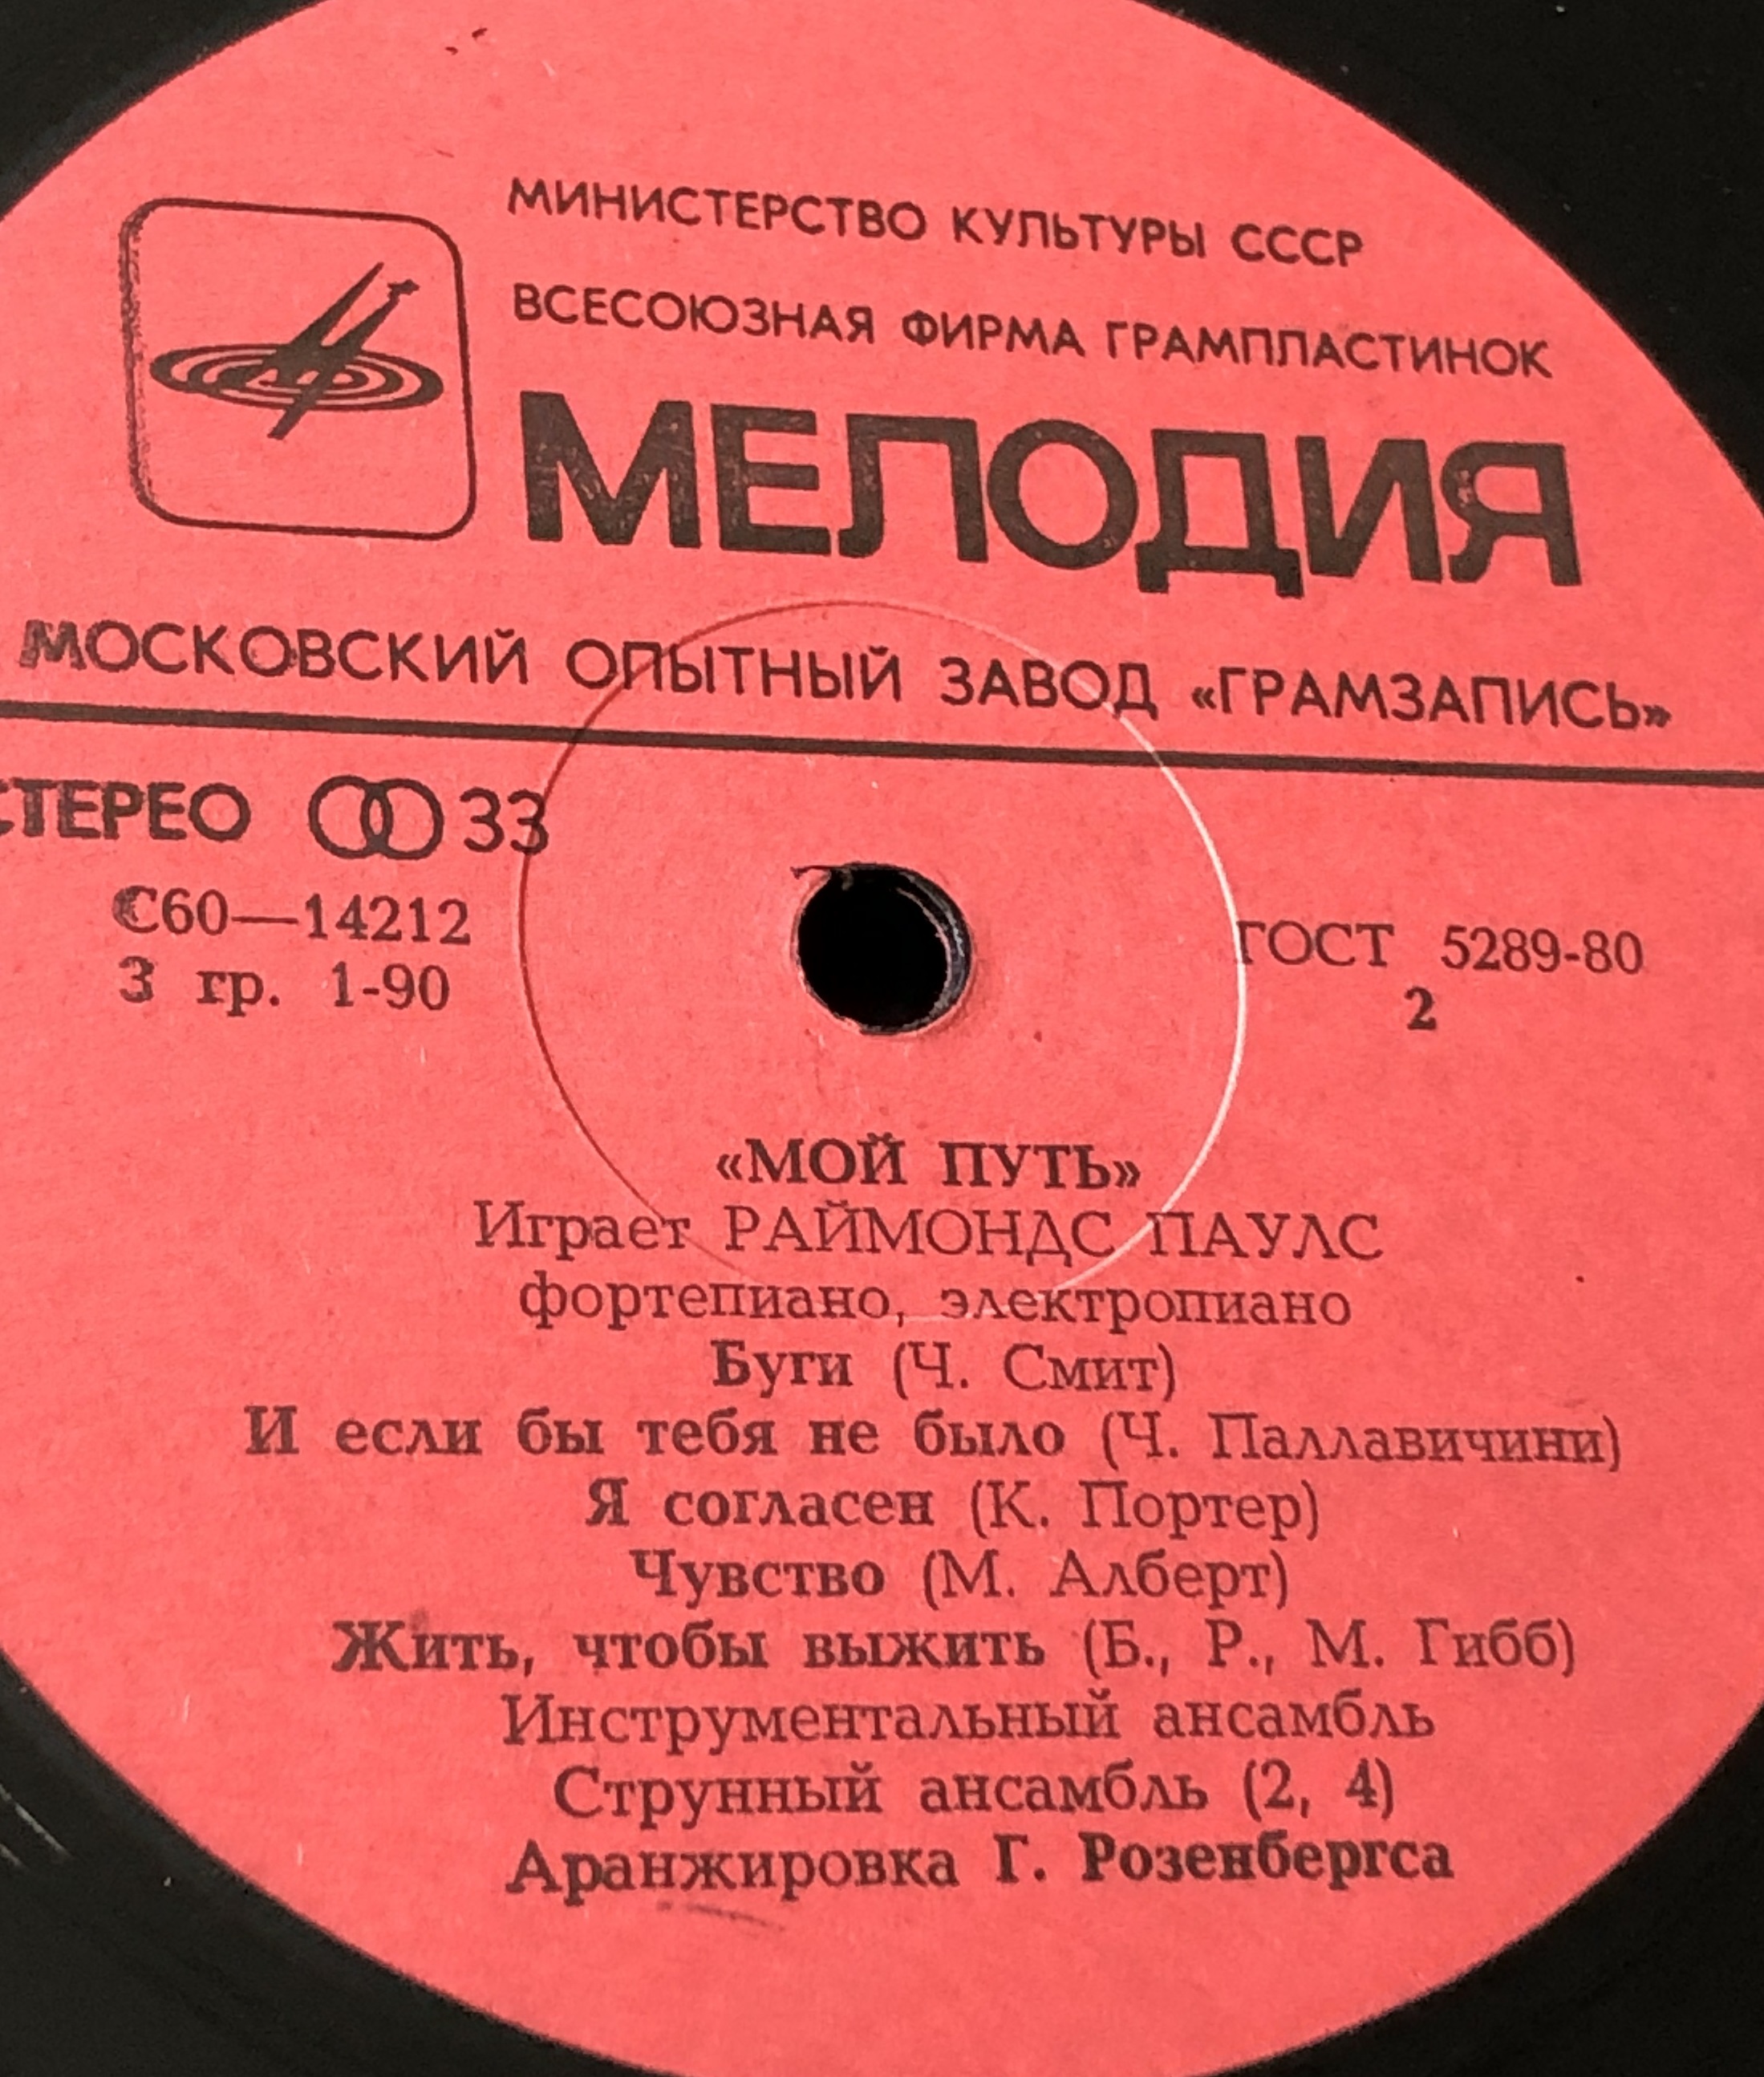 МИНИСТЕРСТВО КУЛЬТУРЫ СССР
ВСЕСОЮЗНАЯ ФИРМА ГРАМПЛАСТИНОК
МЕЛОДИЯ
МОСКОВСКИЙ ОПЫТНЫЙ ЗАВОД «ГРАМЗАПИСЬ»
СТЕРЕО 33
С60—14212
3 гр. 1-90
ГОСТ 5289-80
2
«МОЙ ПУТЬ»
Играет РАЙМОНДС ПАУЛС
фортепиано, электропиано
Буги (Ч. Смит)
И если бы тебя не было (Ч. Паллавичини)
Я согласен (К. Портер)
Чувство (М. Алберт)
Жить, чтобы выжить (Б., Р., М. Гибб)
Инструментальный ансамбль
Струнный ансамбль (2, 4)
Аранжировка Г. Розенбергса